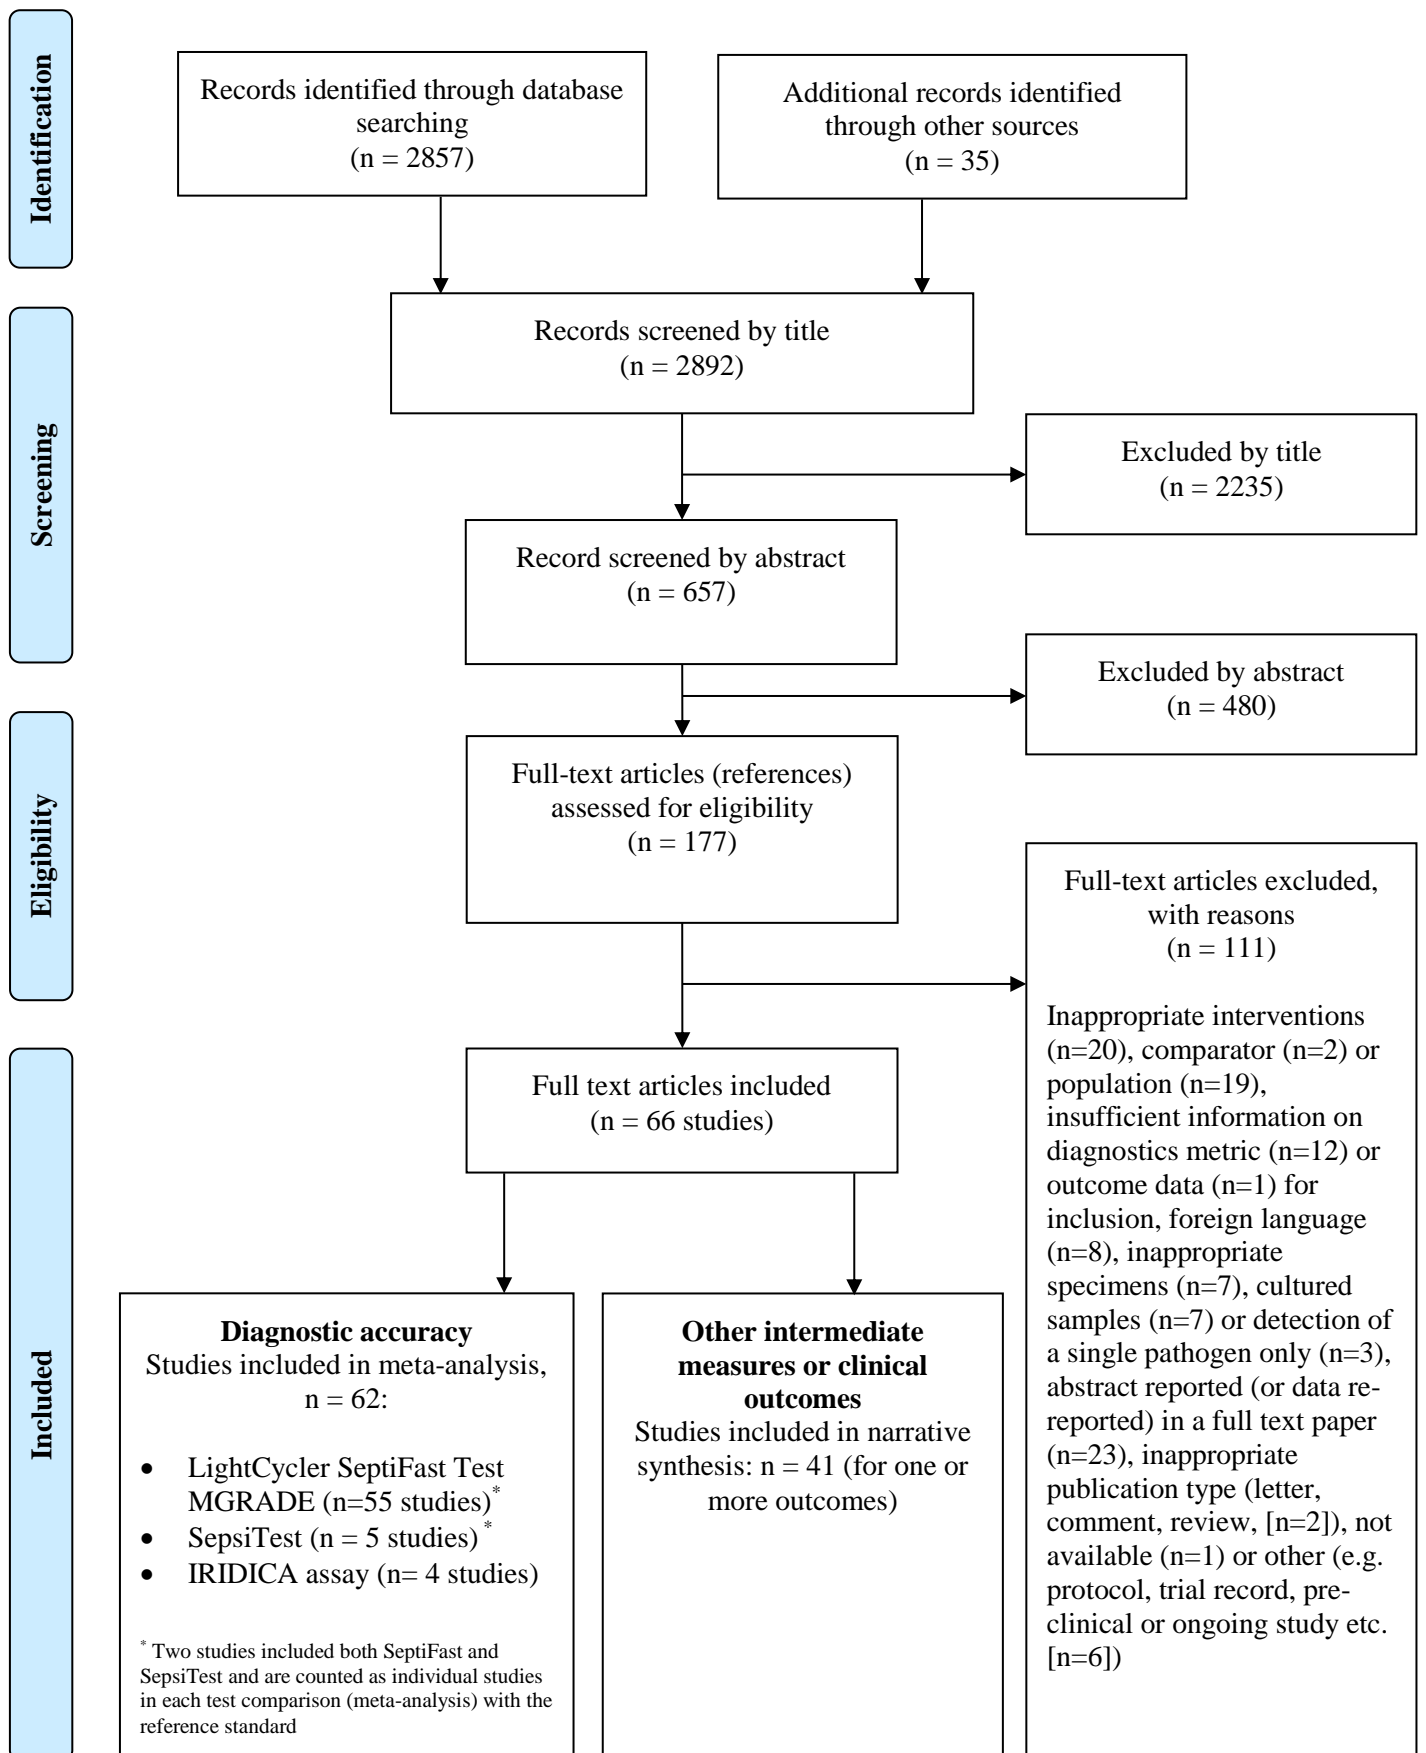 Identification
Records identified through database
searching
(n = 2857)
Additional records identified
through other sources
(n = 35)
Screening
Records screened by title
(n = 2892)
Excluded by title
(n = 2235)
Record screened by abstract
(n = 657)
Excluded by abstract
(n = 480)
Eligibility
Full-text articles (references)
assessed for eligibility
(n = 177)
Full-text articles excluded,
with reasons
(n = 111)
Inappropriate interventions
(n=20), comparator (n=2) or
population (n=19),
insufficient information on
diagnostics metric (n=12) or
outcome data (n=1) for
inclusion, foreign language
(n=8), inappropriate
specimens (n=7), cultured
samples (n=7) or detection of
a single pathogen only (n=3),
abstract reported (or data re-
reported) in a full text paper
(n=23), inappropriate
publication type (letter,
comment, review, [n=2]), not
available (n=1) or other (e.g.
protocol, trial record, pre-
clinical or ongoing study etc.
[n=6])
Included
Full text articles included
(n = 66 studies)
Diagnostic accuracy
Studies included in meta-analysis,
n = 62:
• LightCycler SeptiFast Test
MGRADE (n=55 studies)*
• SepsiTest (n = 5 studies) *
• IRIDICA assay (n= 4 studies)
* Two studies included both SeptiFast and
SepsiTest and are counted as individual studies
in each test comparison (meta-analysis) with the
reference standard
Other intermediate
measures or clinical
outcomes
Studies included in narrative
synthesis: n = 41 (for one or
more outcomes)